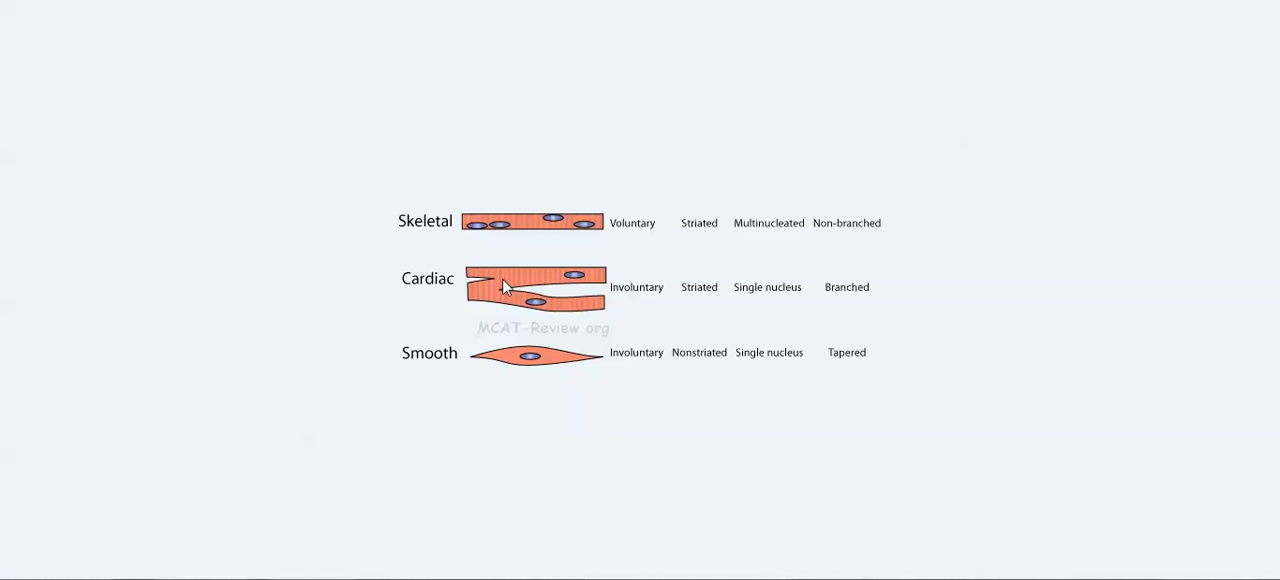 Skeletal Voluntary Striated Multinucleated Non-branched
Cardiac Involuntary Striated Single nucleus Branched
MCAT-Review.org
Smooth Involuntary Nonstriated Single nucleus Tapered